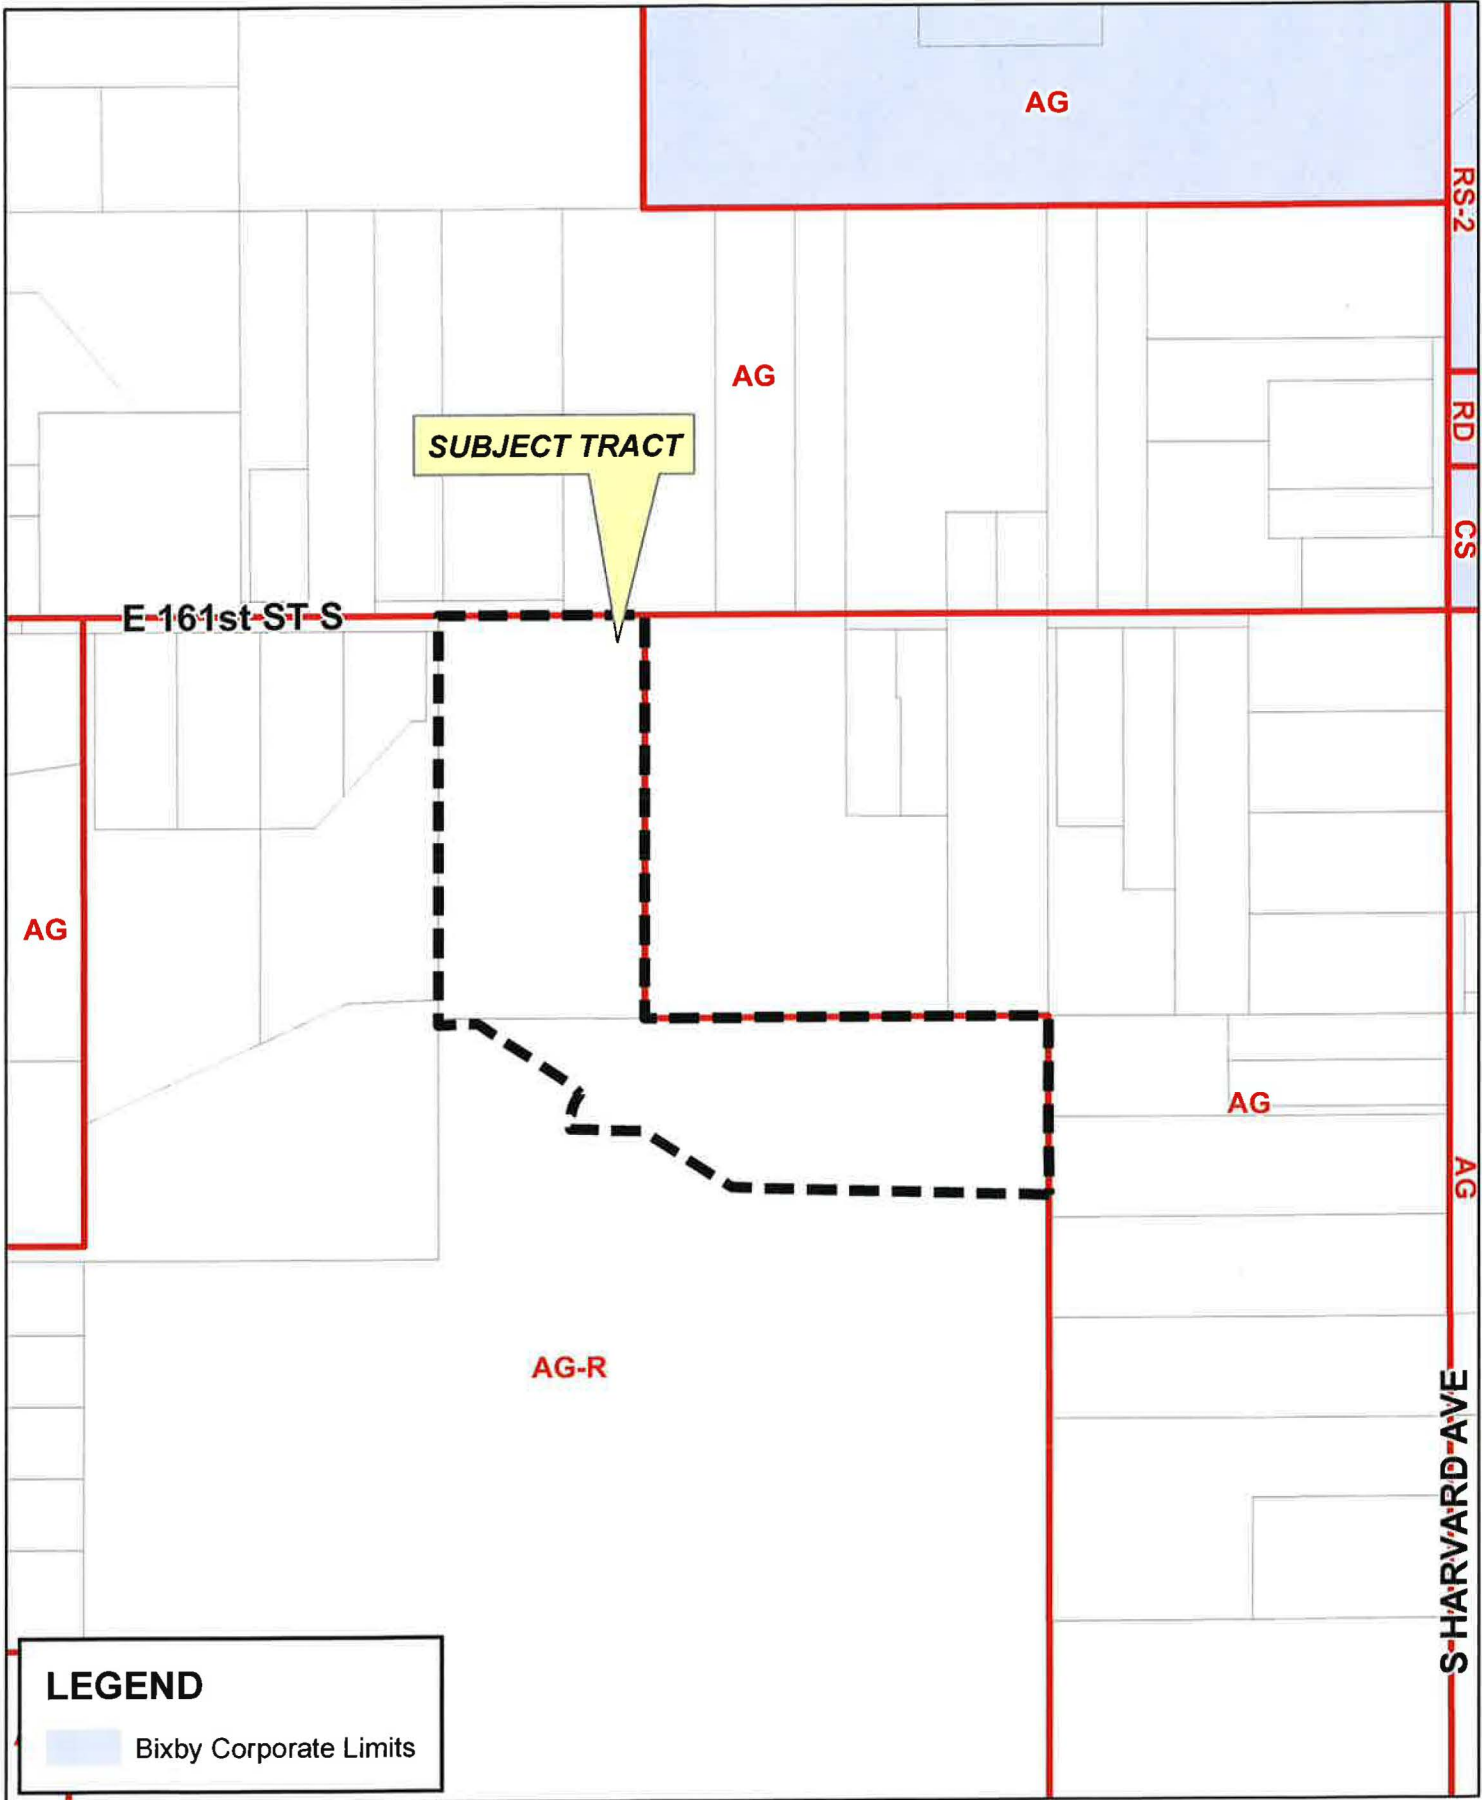 AG
RS-2
AG
RD
SUBJECT TRACT
CS
E 161st ST S
AG
AG
AG
AG-R
S HARVARD AVE
LEGEND
Bixby Corporate Limits